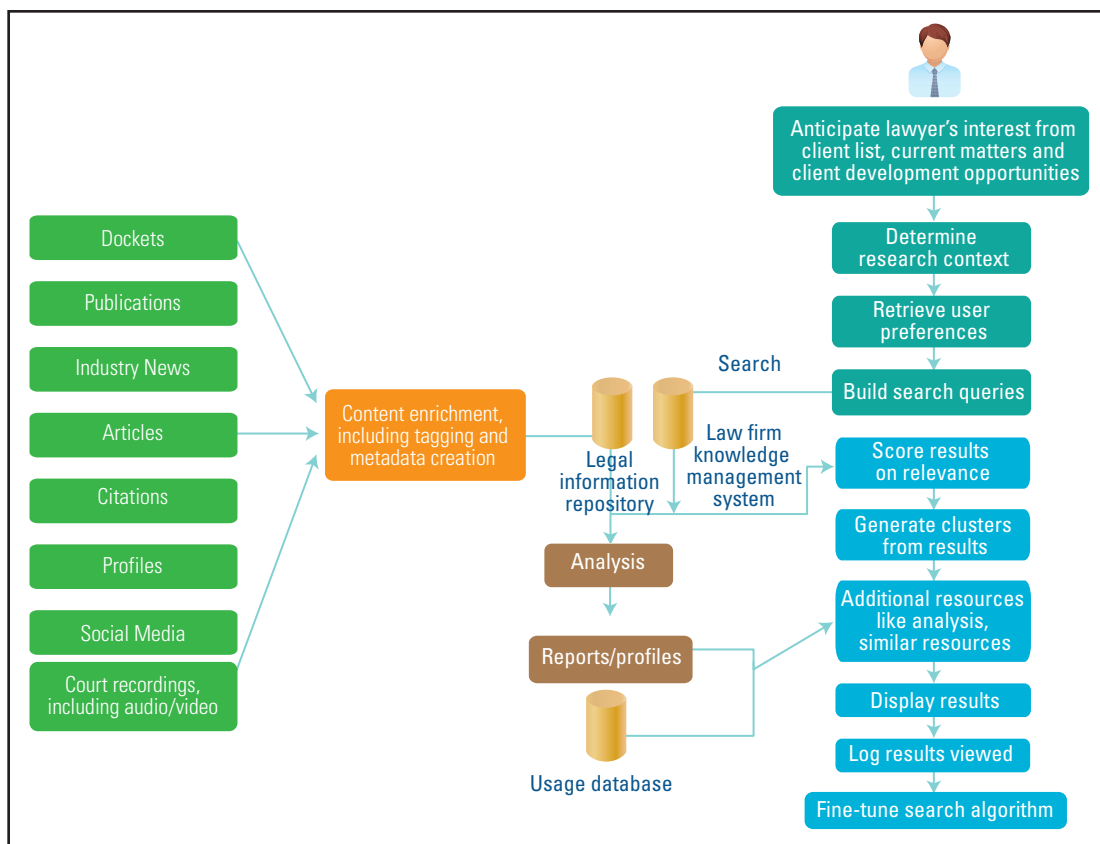 Anticipate lawyer's interest from
client list, current matters and
client development opportunities
Determine
research context
Retrieve user
preferences
Build search queries
Search
Dockets
Publications
Industry News
Articles
Citations
Profiles
Social Media
Court recordings,
including audio/video
Content enrichment,
including tagging and
metadata creation
Legal
information
repository
Law firm
knowledge
management
system
Analysis
Reports/profiles
Usage database
Score results
on relevance
Generate clusters
from results
Additional resources
like analysis,
similar resources
Display results
Log results viewed
Fine-tune search algorithm